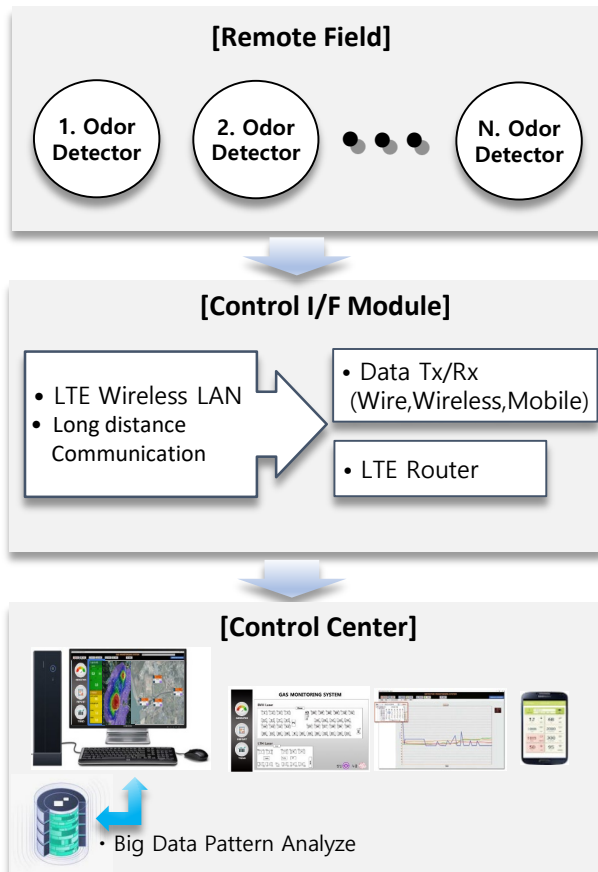 [Remote Field]
1. Odor
Detector
2. Odor
Detector
N. Odor
Detector
[Control I/F Module]
• LTE Wireless LAN
• Long distance
Communication
• Data Tx/Rx
(Wire,Wireless,Mobile)
• LTE Router
[Control Center]
GAS MONITORING SYSTEM
• Big Data Pattern Analyze